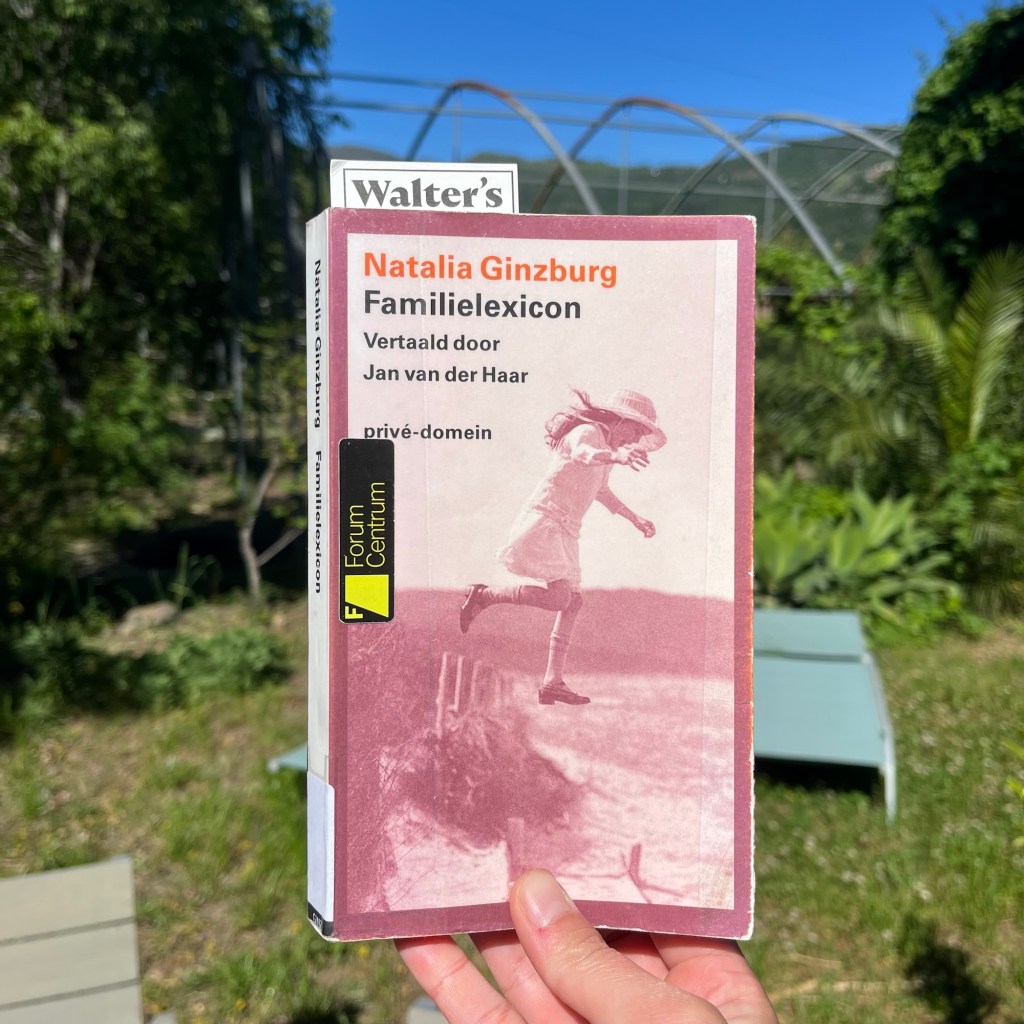 Walter's
Natalia Ginzburg
Familielexicon
Vertaald door
Jan van der Haar
privé-domein
Forum
Centrum
F
Natalia Ginzburg Familielexicon